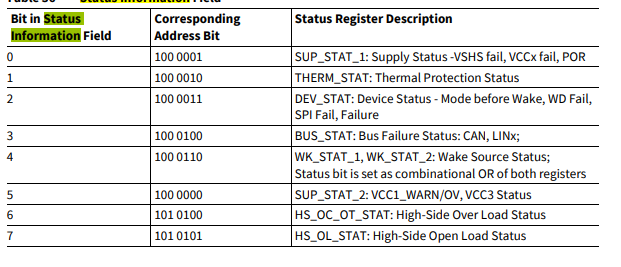 Table 30 Status Information Field
Bit in Status Corresponding Status Register Description
Information Field Address Bit
0 100 0001 SUP_STAT_1: Supply Status -VSHS fail, VCCx fail, POR
1 100 0010 THERM_STAT: Thermal Protection Status
2 100 0011 DEV_STAT: Device Status - Mode before Wake, WD Fail,
SPI Fail, Failure
3 100 0100 BUS_STAT: Bus Failure Status: CAN, LINx;
4 100 0110 WK_STAT_1, WK_STAT_2: Wake Source Status;
Status bit is set as combinational OR of both registers
5 100 0000 SUP_STAT_2: VCC1_WARN/OV, VCC3 Status
6 101 0100 HS_OC_OT_STAT: High-Side Over Load Status
7 101 0101 HS_OL_STAT: High-Side Open Load Status